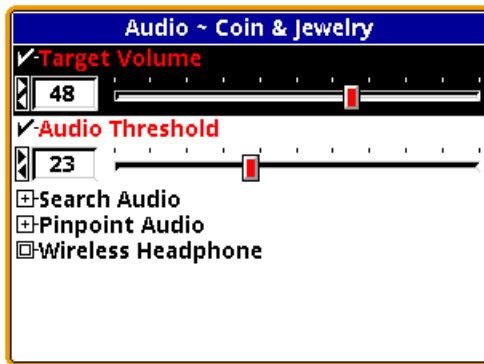 Audio ~ Coin & Jewelry
Target Volume
48
Audio Threshold
23
Search Audio
Pinpoint Audio
Wireless Headphone